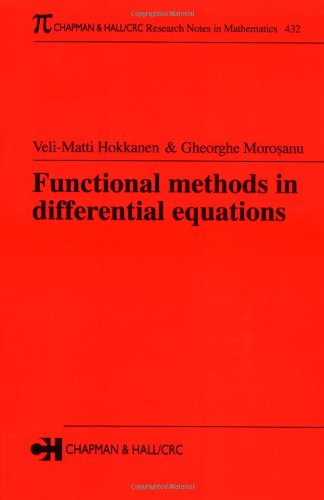 π CHAPMAN & HALL/CRC Research Notes in Mathematics 432
Veli-Matti Hokkanen & Gheorghe Moroşanu
Functional methods in
differential equations
CH CHAPMAN & HALL/CRC